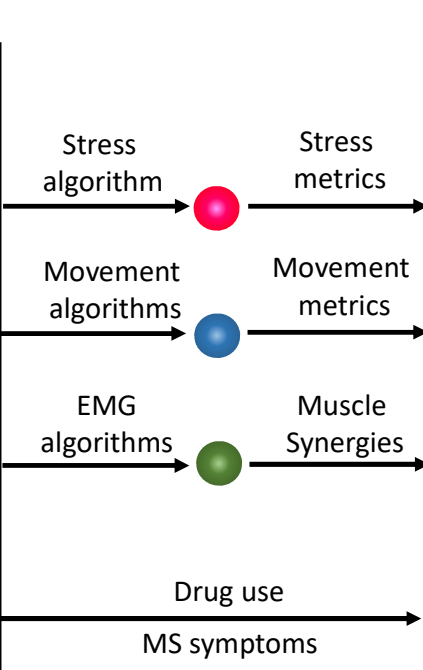 Stress
algorithm
Stress
metrics
Movement
algorithms
Movement
metrics
EMG
algorithms
Muscle
Synergies
Drug use
MS symptoms